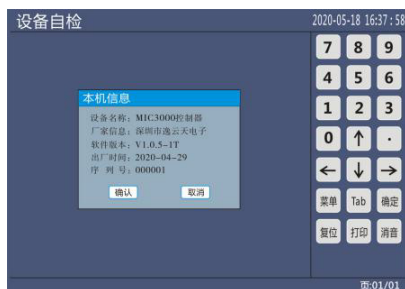 设备自检
2020-05-18 16:37:58
7 8 9
4 5 6
1 2 3
0 ↑ ·
← ↓ →
菜单 Tab 确定
复位 打印 消音
本机信息
设备名称：MIC3000控制器
厂家信息：深圳市逸云天电子
软件版本：V1.0.5-1T
出厂时间：2020-04-29
序 列 号：000001
确认 取消
页:01/01